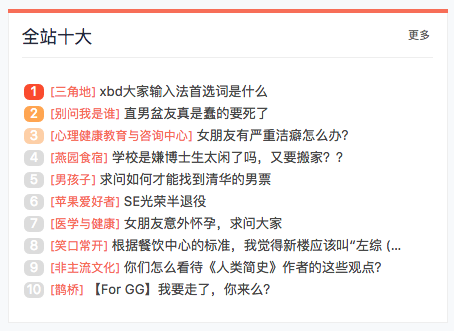 全站十大 更多
1 [三角地] xbd大家输入法首选词是什么
2 [别问我是谁] 直男盆友真是蠢的要死了
3 [心理健康教育与咨询中心] 女朋友有严重洁癖怎么办?
4 [燕园食宿] 学校是嫌博士生太闲了吗，又要搬家？？
5 [男孩子] 求问如何才能找到清华的男票
6 [苹果爱好者] SE光荣半退役
7 [医学与健康] 女朋友意外怀孕，求问大家
8 [笑口常开] 根据餐饮中心的标准，我觉得新楼应该叫“左综 (...
9 [非主流文化] 你们怎么看待《人类简史》作者的这些观点?
10 [鹊桥] 【For GG】我要走了，你来么?